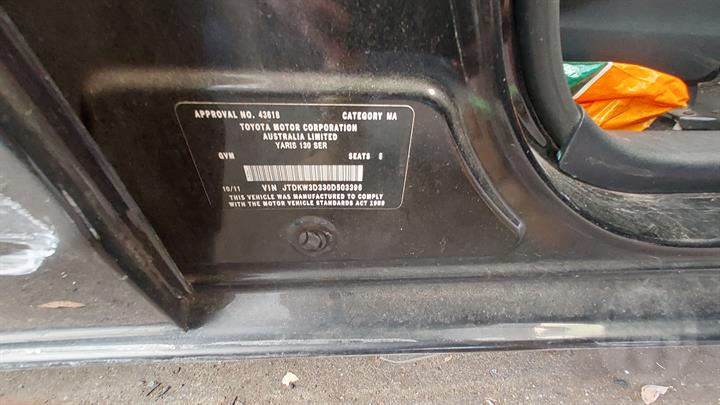 APPROVAL NO. 43618 CATEGORY MA
TOYOTA MOTOR CORPORATION
AUSTRALIA LIMITED
YARIS 130 SER
GVM SEATS 5
10/11 VIN JTDKW3D330D503396
THIS VEHICLE WAS MANUFACTURED TO COMPLY
WITH THE MOTOR VEHICLE STANDARDS ACT 1989